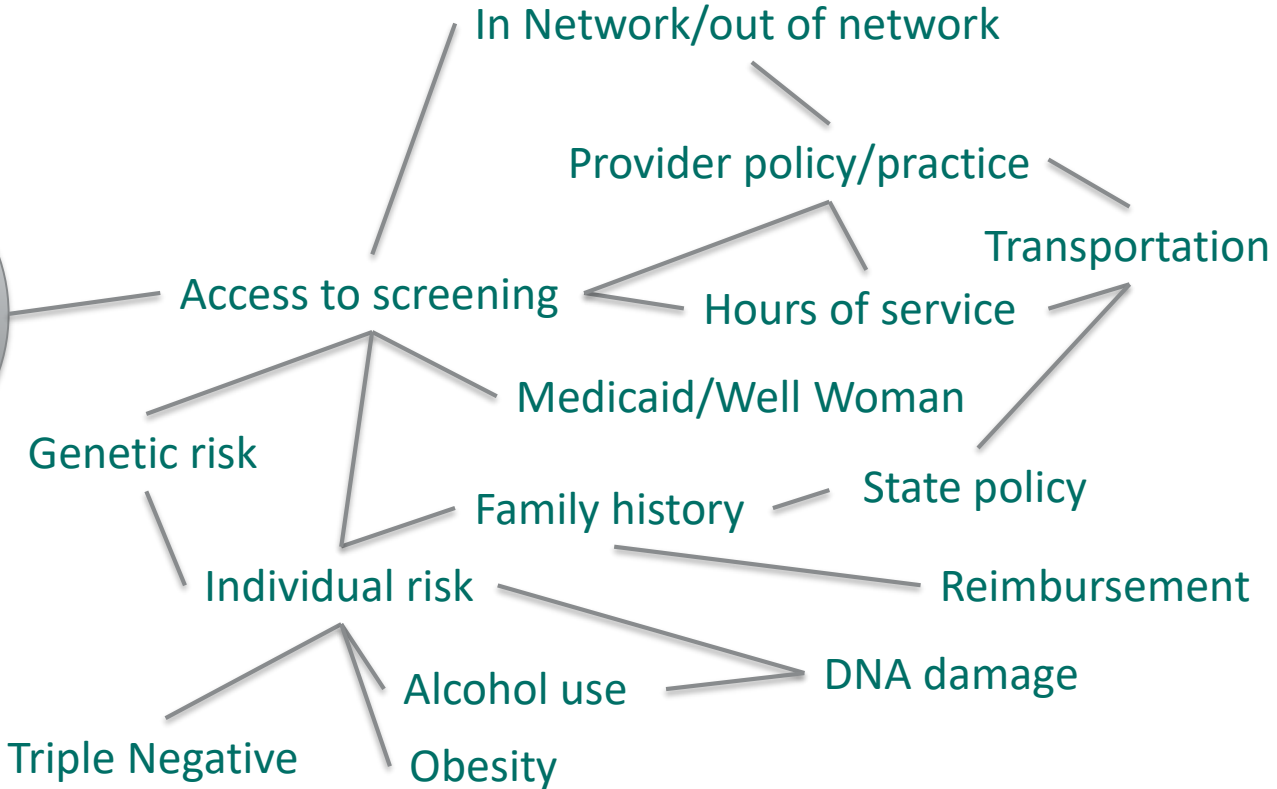 In Network/out of network
Provider policy/practice
Transportation
Access to screening
Hours of service
Medicaid/Well Woman
Genetic risk
State policy
Family history
Individual risk
Reimbursement
DNA damage
Alcohol use
Triple Negative
Obesity